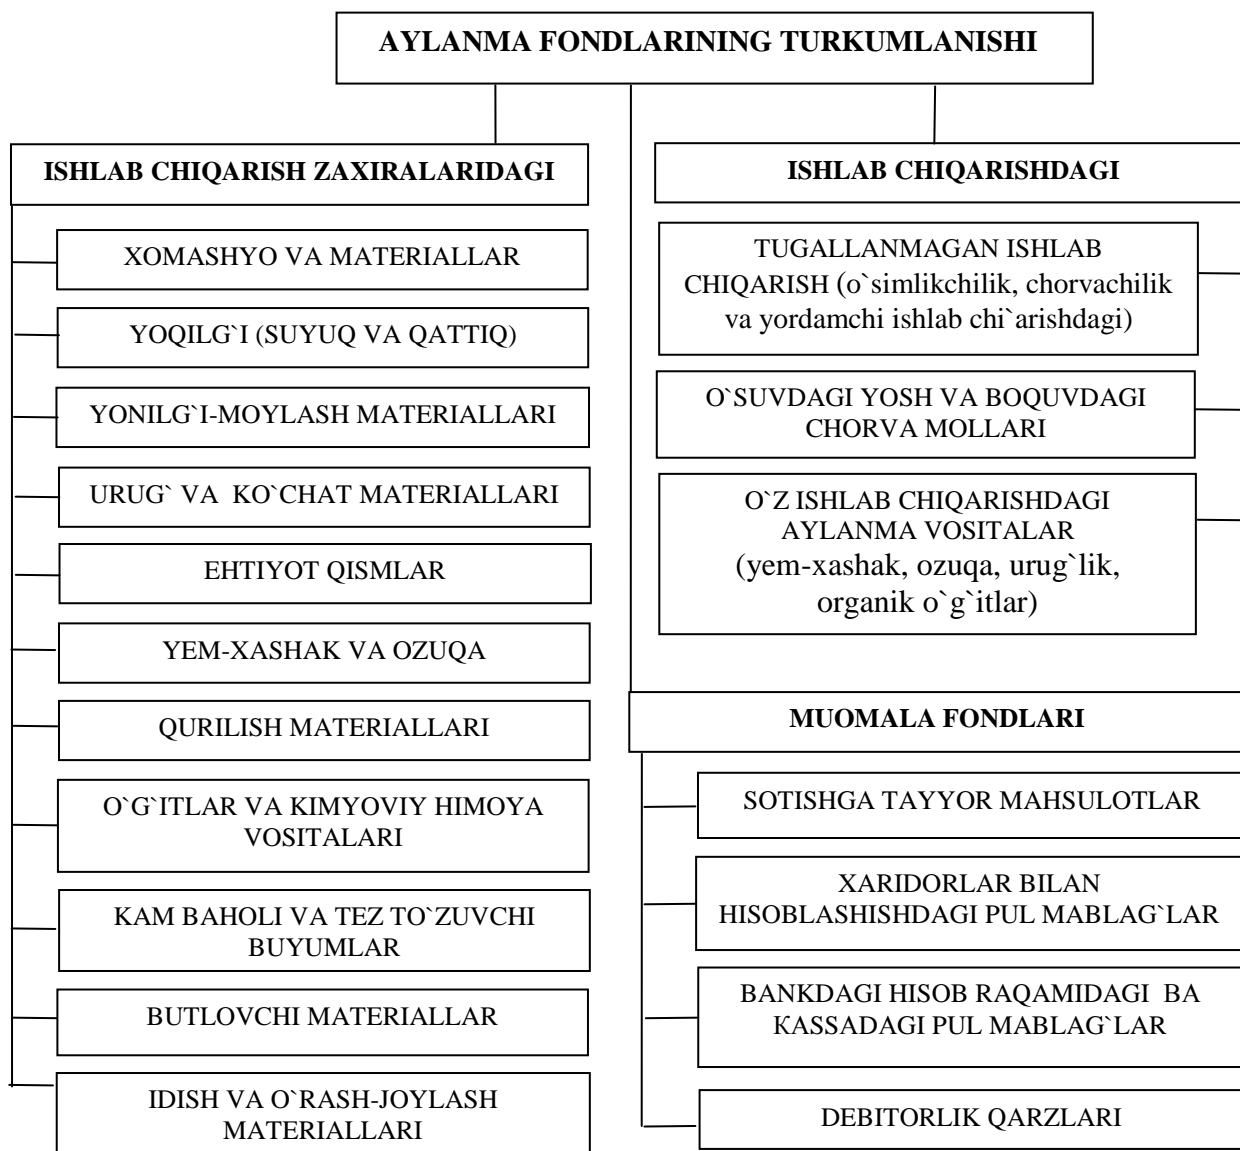 AYLANMA FONDLARINING TURKUMLANISHI
ISHLAB CHIQARISH ZAXIRALARIDAGI
XOMASHYO VA MATERIALLAR
YOQILG`I (SUYUQ VA QATTIQ)
YONILG`I-MOYLASH MATERIALLARI
URUG` VA KO`CHAT MATERIALLARI
EHTIYOT QISMLAR
YEM-XASHAK VA OZUQA
QURILISH MATERIALLARI
O`G`ITLAR VA KIMYOVIY HIMOYA
VOSITALARI
KAM BAHOLI VA TEZ TO`ZUVCHI
BUYUMLAR
BUTLOVCHI MATERIALLAR
IDISH VA O`RASH-JOYLASH
MATERIALLARI
ISHLAB CHIQARISHDAGI
TUGALLANMAGAN ISHLAB
CHIQARISH (o`simlikchilik, chorvachilik
va yordamchi ishlab chi`arishdagi)
O`SUVDAGI YOSH VA BOQUVDAGI
CHORVA MOLLARI
O`Z ISHLAB CHIQARISHDAGI
AYLANMA VOSITALAR
(yem-xashak, ozuqa, urug`lik,
organik o`g`itlar)
MUOMALA FONDLARI
SOTISHGA TAYYOR MAHSULOTLAR
XARIDORLAR BILAN
HISOBLASHISHDAGI PUL MABLAG`LAR
BANKDAGI HISOB RAQAMIDAGI BA
KASSADAGI PUL MABLAG`LAR
DEBITORLIK QARZLARI